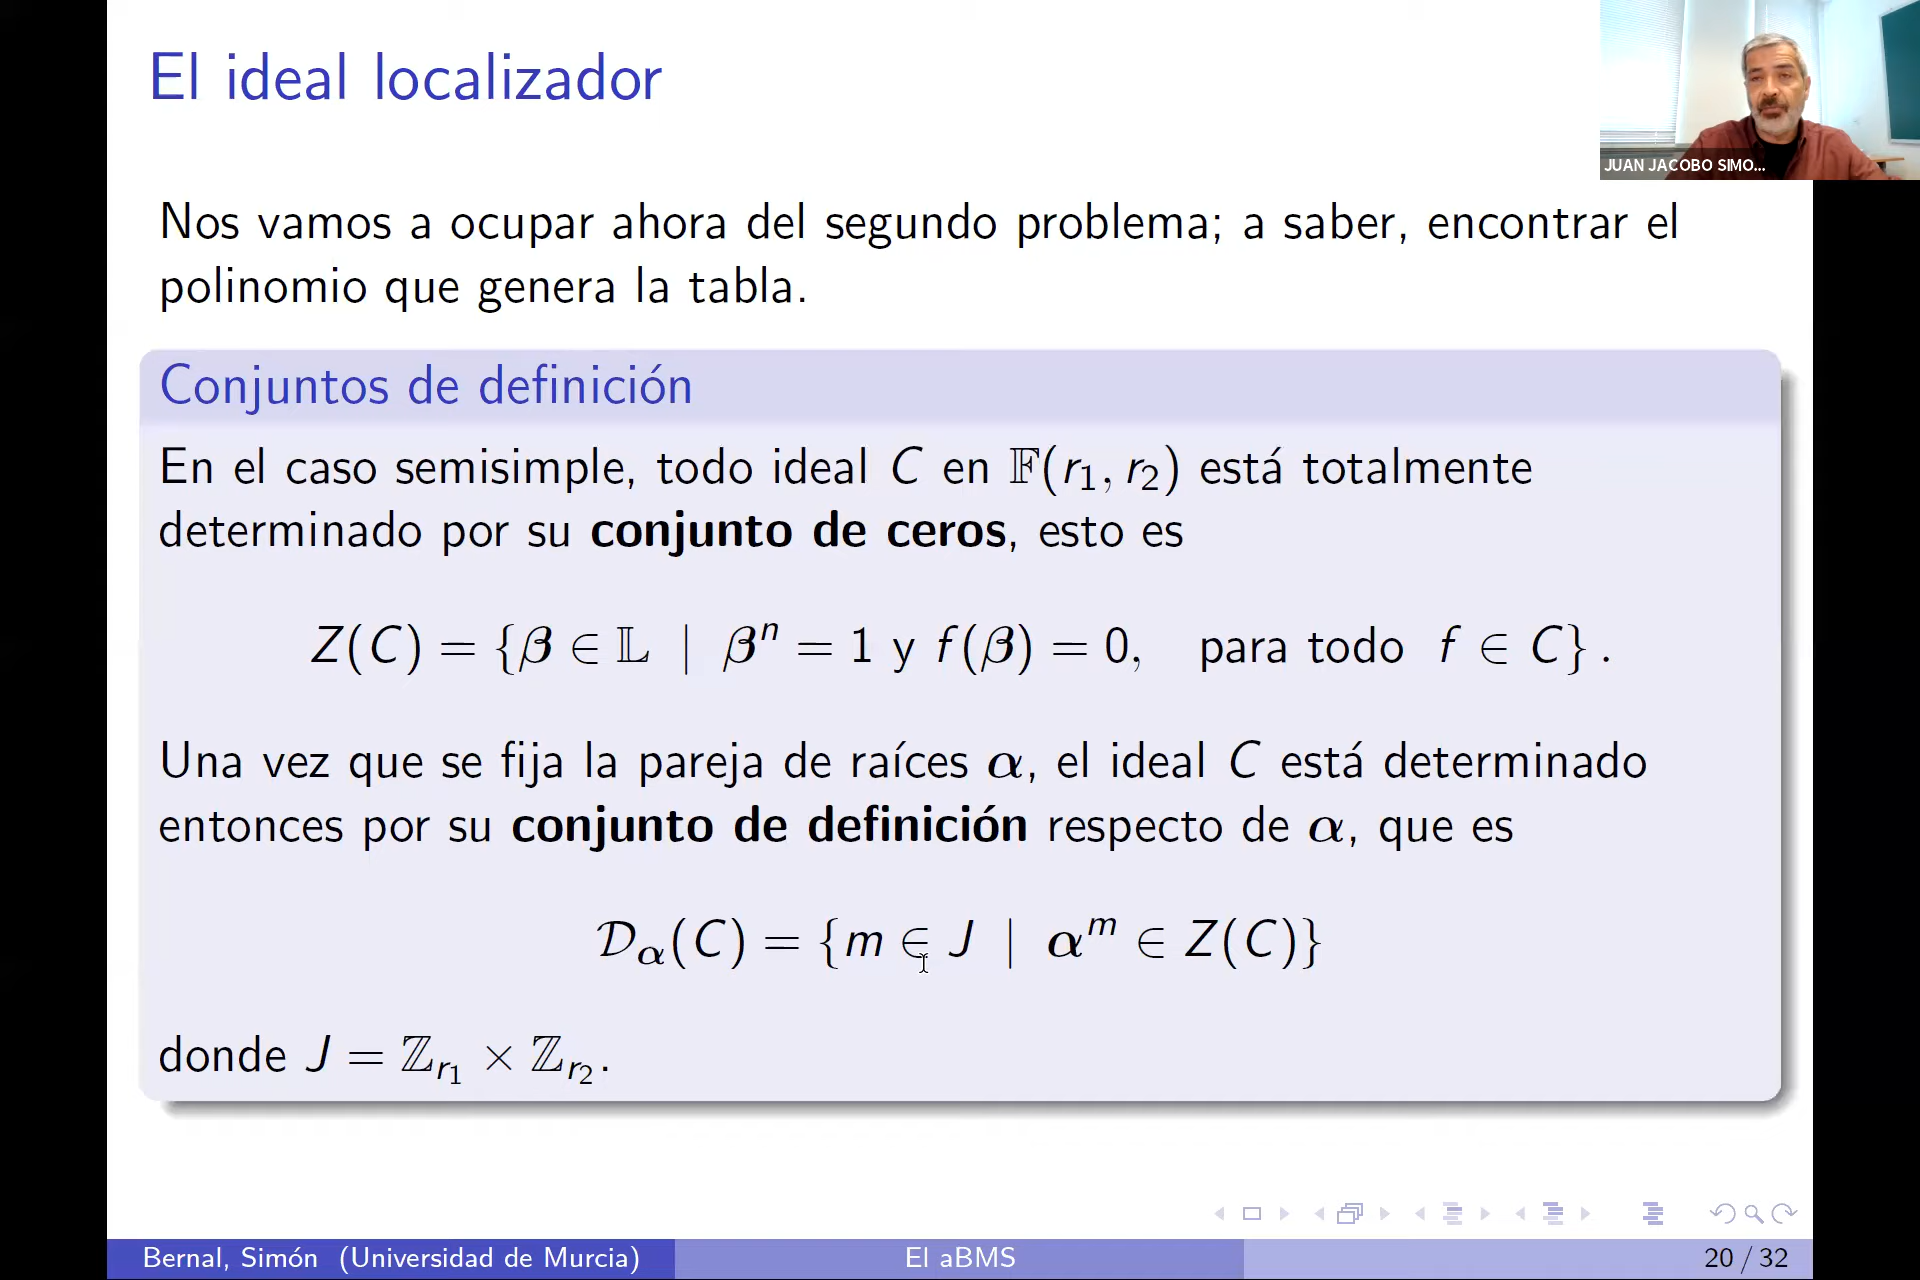 El ideal localizador
JUAN JACOBO SIMO...
Nos vamos a ocupar ahora del segundo problema; a saber, encontrar el
polinomio que genera la tabla.
Conjuntos de definición
En el caso semisimple, todo ideal C en 𝔽(r₁, r₂) está totalmente
determinado por su conjunto de ceros, esto es
Z(C) = {β ∈ 𝕃 | βⁿ = 1 y f(β) = 0, para todo f ∈ C} .
Una vez que se fija la pareja de raíces α, el ideal C está determinado
entonces por su conjunto de definición respecto de α, que es
𝒟_α(C) = {m ∈ J | α^m ∈ Z(C)}
donde J = ℤ_{r₁} × ℤ_{r₂}.
Bernal, Simón (Universidad de Murcia)
El aBMS
20 / 32